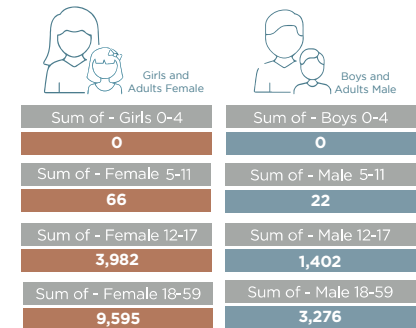 Girls and
Adults Female
Sum of - Girls 0-4
0
Sum of - Female 5-11
66
Sum of - Female 12-17
3,982
Sum of - Female 18-59
9,595
Boys and
Adults Male
Sum of - Boys 0-4
0
Sum of - Male 5-11
22
Sum of - Male 12-17
1,402
Sum of - Male 18-59
3,276